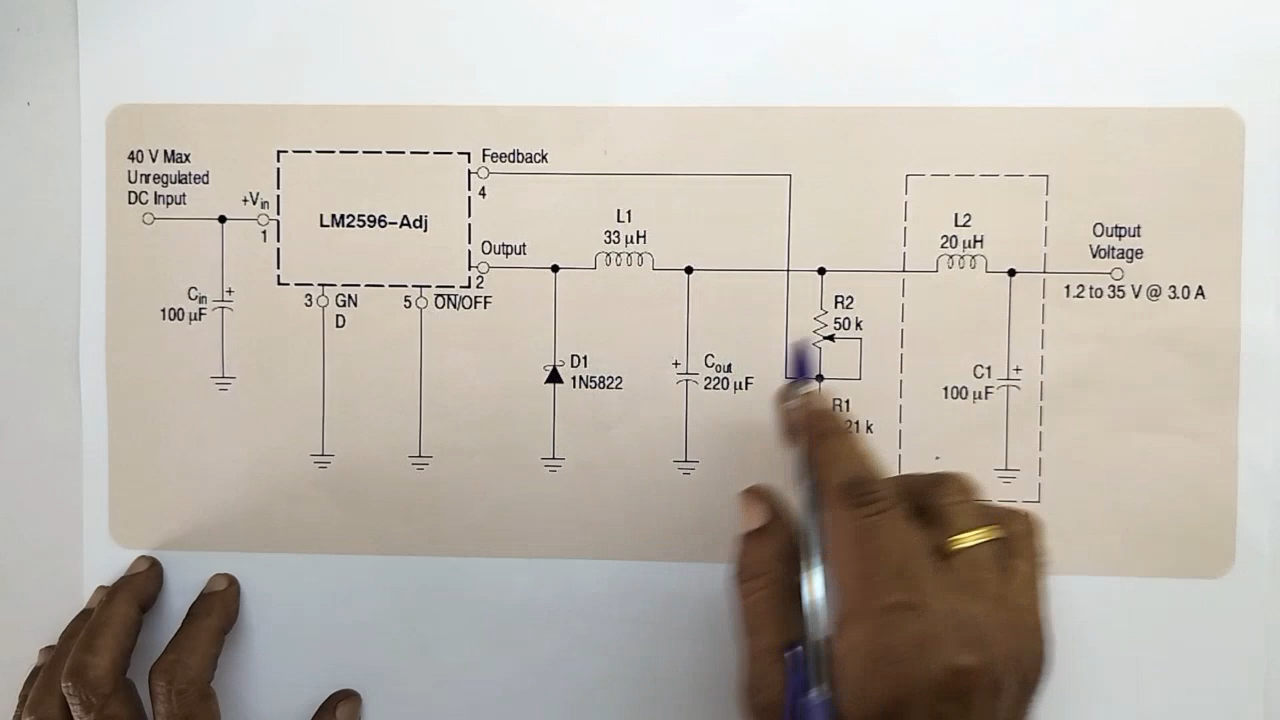 40 V Max
Unregulated
DC Input
+Vin
1
LM2596–Adj
Feedback
4
Output
2
3
GN
D
5
ON/OFF
Cin
100 µF
+
D1
1N5822
L1
33 µH
+
Cout
220 µF
R2
50 k
R1
21 k
L2
20 µH
C1
100 µF
+
Output
Voltage
1.2 to 35 V @ 3.0 A